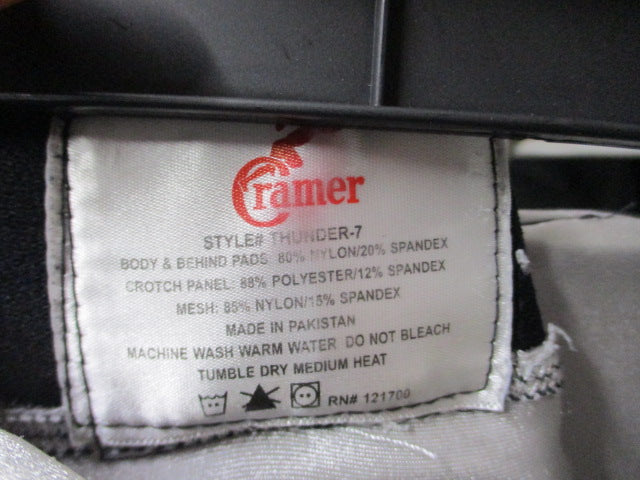 Cramer
STYLE# THUNDER-7
BODY & BEHIND PADS: 80% NYLON/20% SPANDEX
CROTCH PANEL: 88% POLYESTER/12% SPANDEX
MESH: 85% NYLON/15% SPANDEX
MADE IN PAKISTAN
MACHINE WASH WARM WATER DO NOT BLEACH
TUMBLE DRY MEDIUM HEAT
RN# 121700